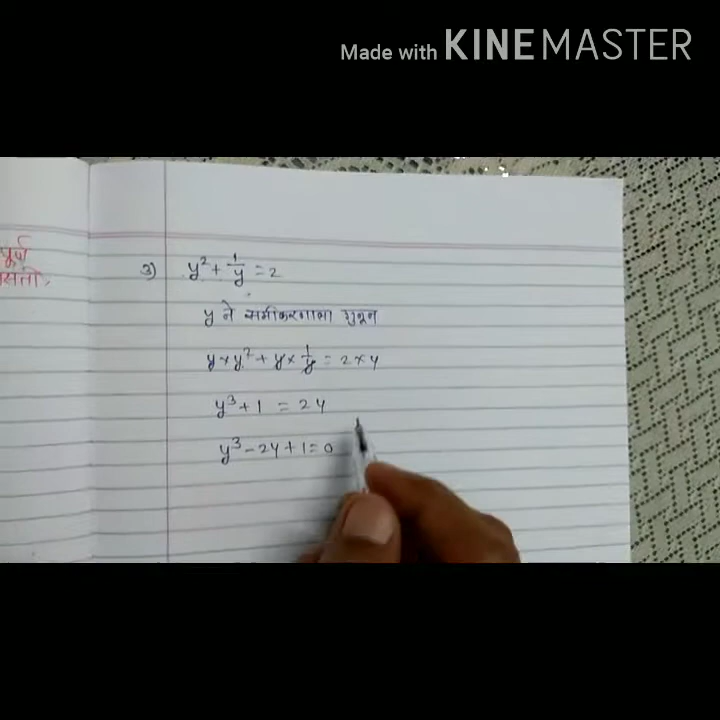 Made with KINEMASTER
पूर्ण
3) y² + 1/y = 2
y ने समीकरणाला गुणून
y × y² + y × 1/y = 2 × y
y³ + 1 = 2y
y³ - 2y + 1 = 0